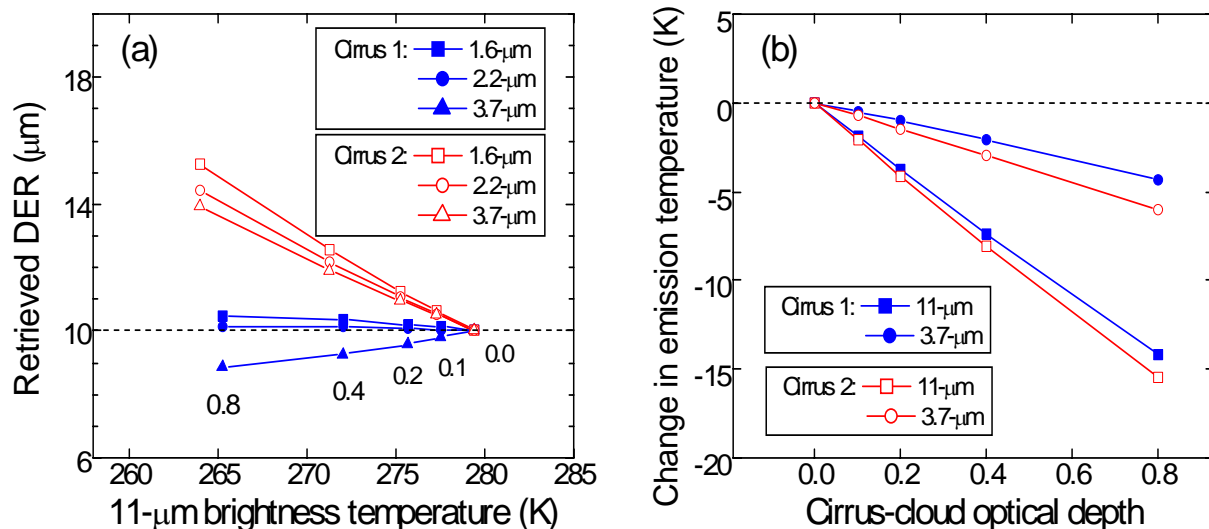 (a)
Cirrus 1: 1.6-μm
2.2-μm
3.7-μm
Cirrus 2: 1.6-μm
2.2-μm
3.7-μm
Retrieved DER (μm)
18
14
10
6
0.8
0.4
0.2
0.1
0.0
260
265
270
275
280
285
11-μm brightness temperature (K)
(b)
Change in emission temperature (K)
5
0
-5
-10
-15
-20
Cirrus 1: 11-μm
3.7-μm
Cirrus 2: 11-μm
3.7-μm
0.0
0.2
0.4
0.6
0.8
Cirrus-cloud optical depth